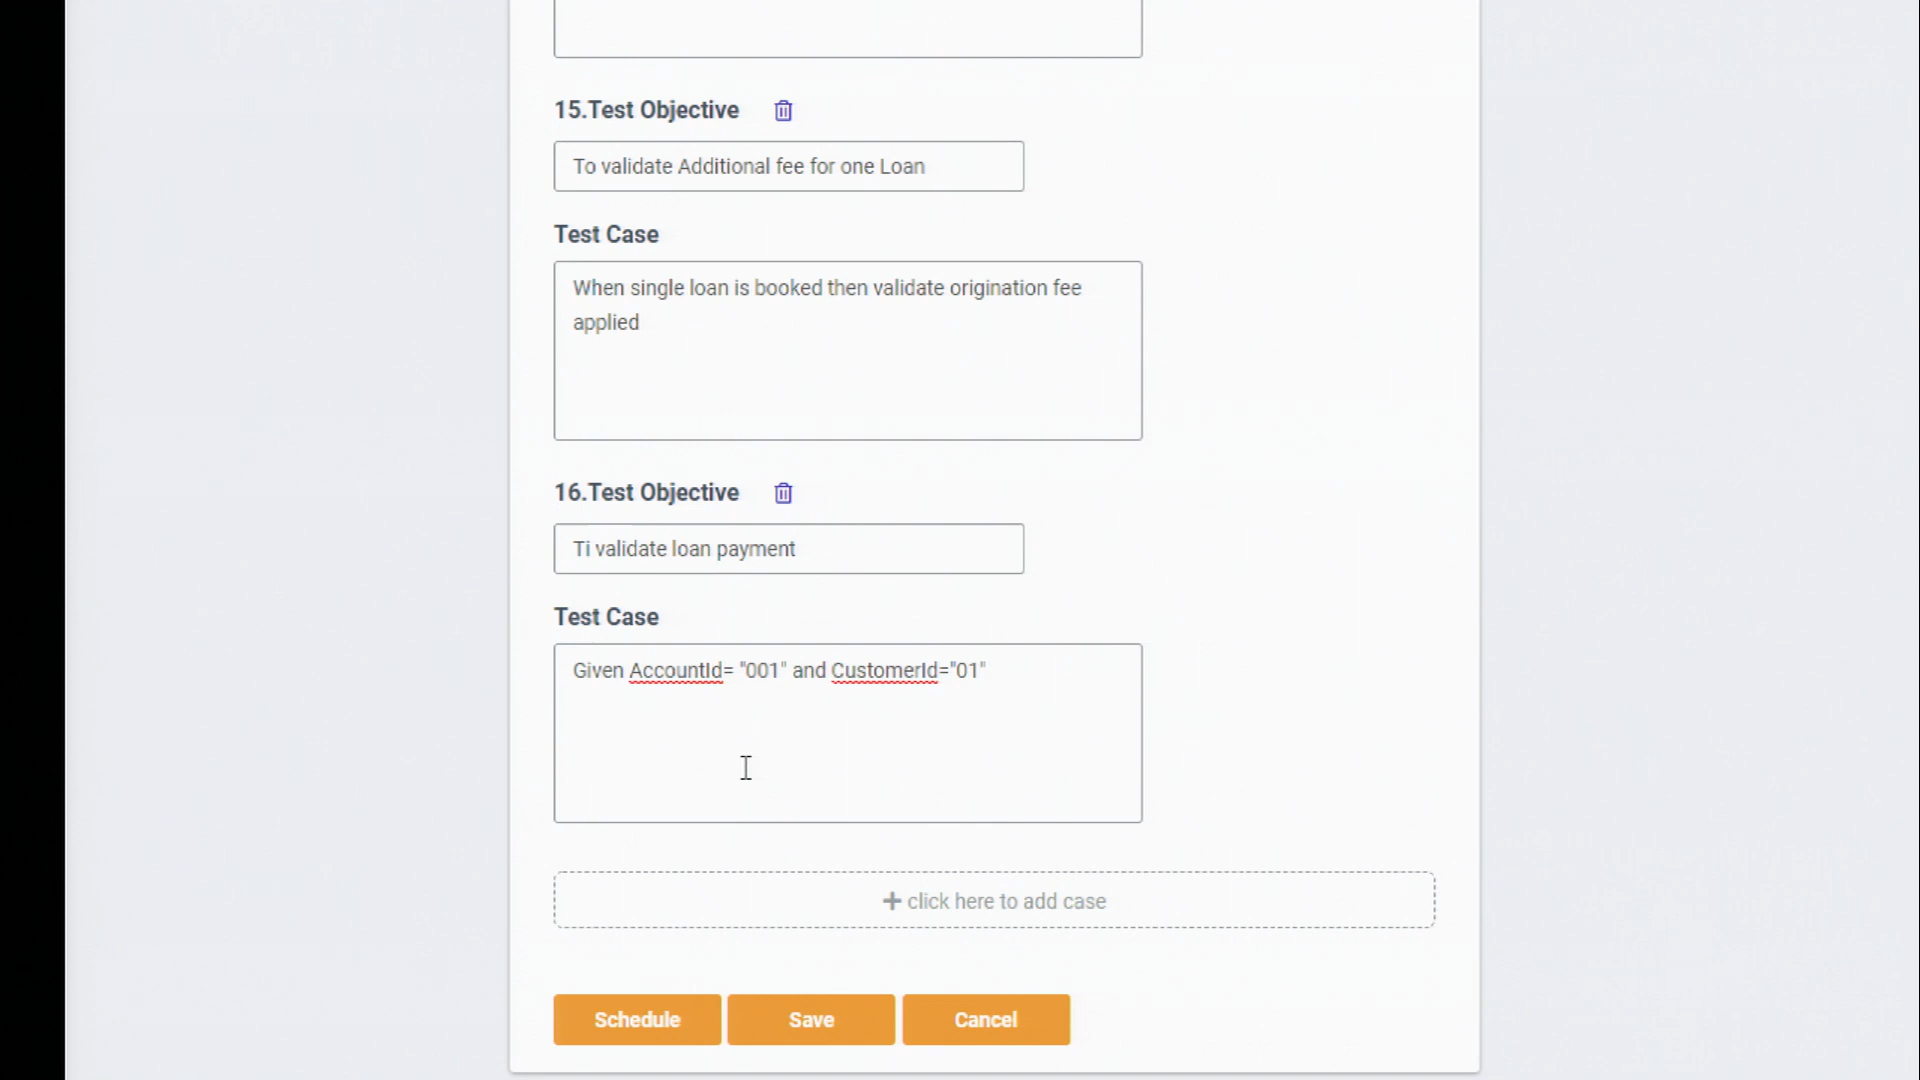 15.Test Objective
To validate Additional fee for one Loan
Test Case
When single loan is booked then validate origination fee
applied
16.Test Objective
Ti validate loan payment
Test Case
Given AccountId= "001" and CustomerId="01"
+ click here to add case
Schedule Save Cancel